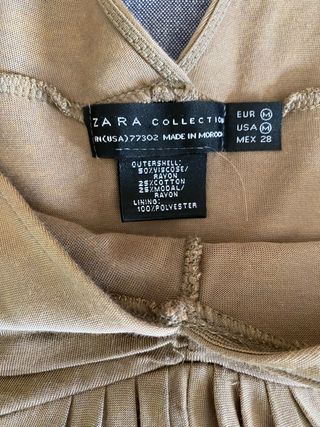 ZARA COLLECTION
RN(USA)77302 MADE IN MOROCCO
EUR M
USA M
MEX 28
OUTERSHELL:
50%VISCOSE/
RAYON
25%COTTON
25%MODAL/
RAYON
LINING:
100%POLYESTER